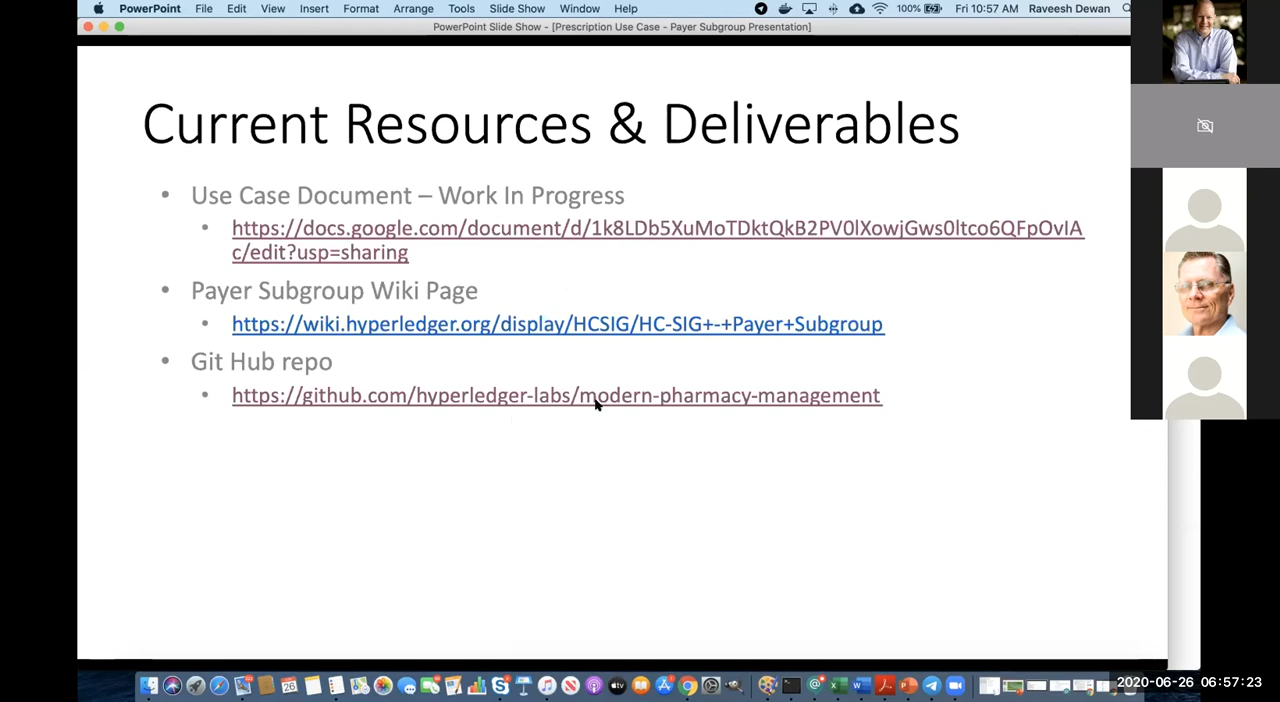 PowerPoint File Edit View Insert Format Arrange Tools Slide Show Window Help 100% Fri 10:57 AM Raveesh Dewan
PowerPoint Slide Show - [Prescription Use Case - Payer Subgroup Presentation]
Current Resources & Deliverables
• Use Case Document – Work In Progress
• https://docs.google.com/document/d/1k8LDb5XuMoTDktQkB2PV0lXowjGws0ltco6QFpOvIA
c/edit?usp=sharing
• Payer Subgroup Wiki Page
• https://wiki.hyperledger.org/display/HCSIG/HC-SIG+-+Payer+Subgroup
• Git Hub repo
• https://github.com/hyperledger-labs/modern-pharmacy-management
26
tv
2020-06-26 06:57:23